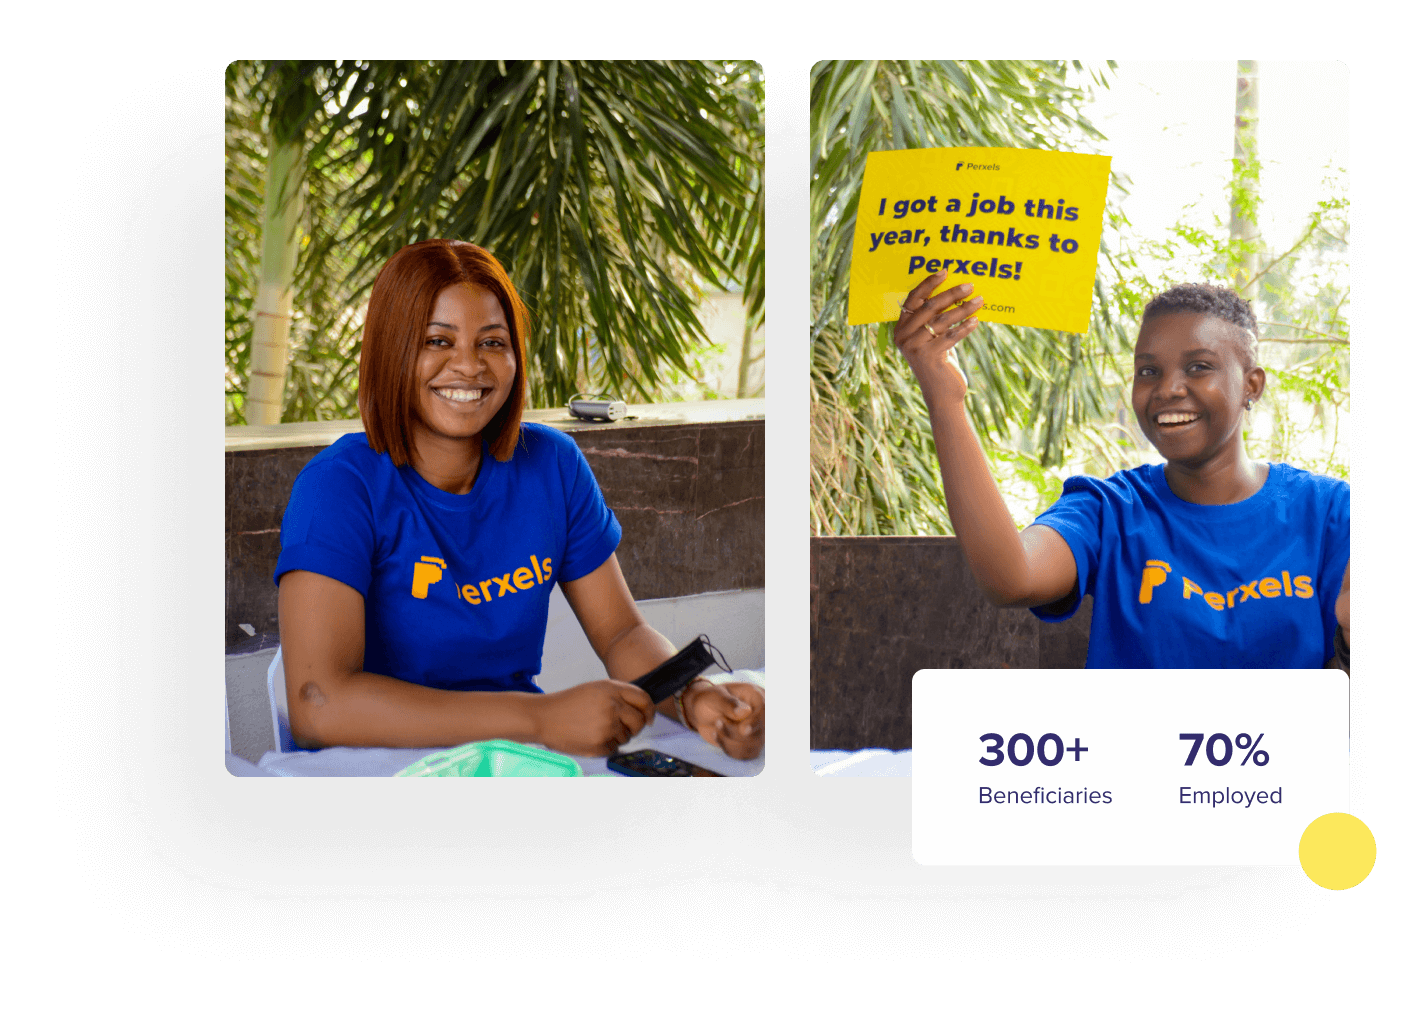 Perxels
I got a job this
year, thanks to
Perxels!
Perxels
Perxels
300+
Beneficiaries
70%
Employed